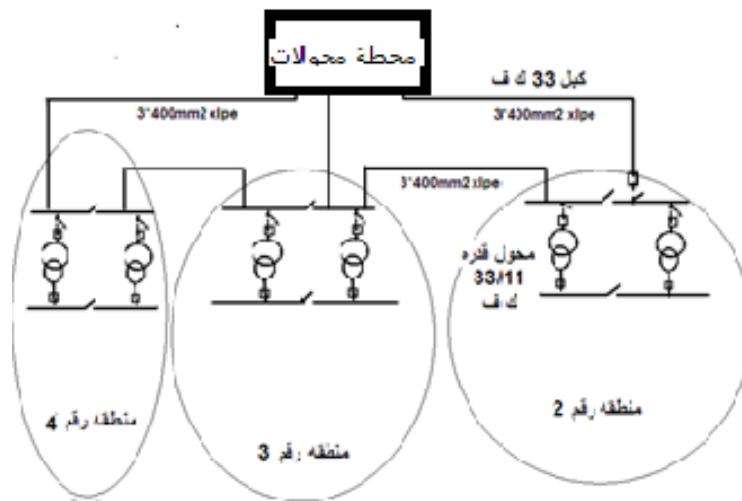 محطة محولات
كبل 33 ك ف
3*400mm2 xlpe
3*400mm2 xlpe
3*400mm2 xlpe
محول قدره
33/11
ك ف
منطقه رقم 2
منطقه رقم 3
منطقه رقم 4